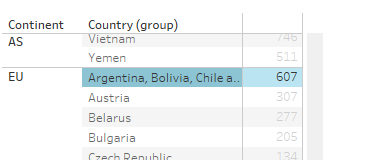 Continent Country (group)
AS Vietnam 746
Yemen 511
EU Argentina, Bolivia, Chile a.. 607
Austria 307
Belarus 277
Bulgaria 205
Czech Republic 134